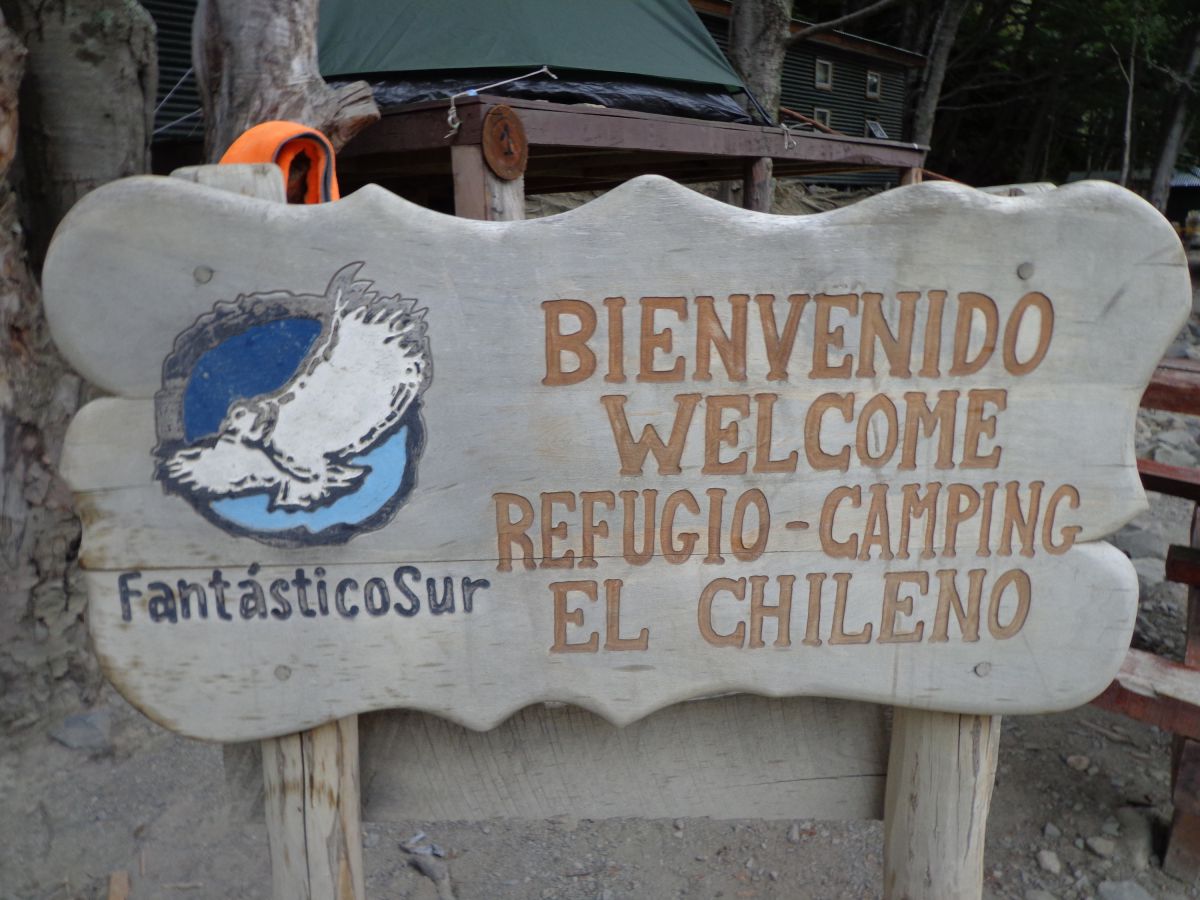 BIENVENIDO
WELCOME
REFUGIO - CAMPING
EL CHILENO
FantásticoSur